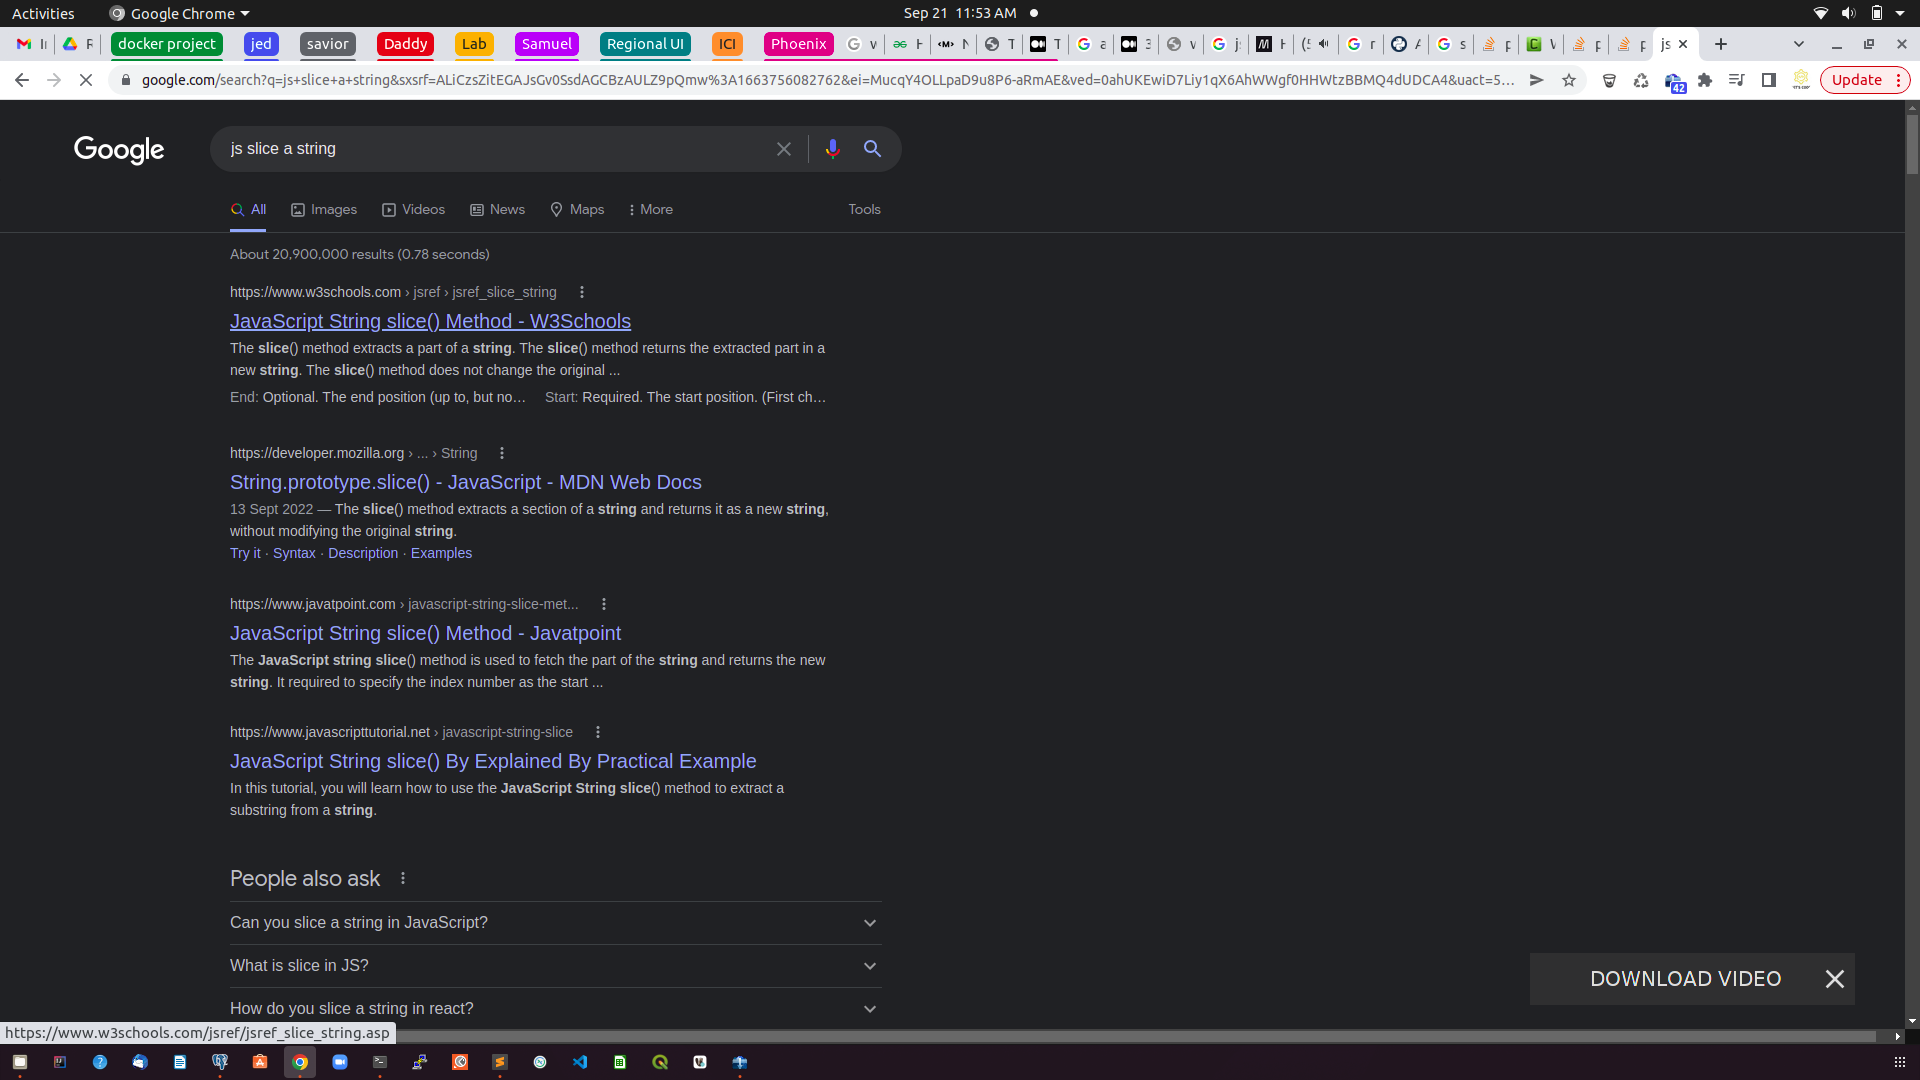 Activities
Google Chrome
Sep 21 11:53 AM
docker project
jed
savior
Daddy
Lab
Samuel
Regional UI
ICI
Phoenix
js
google.com/search?q=js+slice+a+string&sxsrf=ALiCzsZitEGAJsGv0SsdAGCBzAULZ9pQmw%3A1663756082762&ei=MucqY4OLLpaD9u8P6-aRmAE&ved=0ahUKEwiD7Liy1qX6AhWWgf0HHWtzBBMQ4dUDCA4&uact=5...
42
Update
Google
js slice a string
All
Images
Videos
News
Maps
More
Tools
About 20,900,000 results (0.78 seconds)
https://www.w3schools.com › jsref › jsref_slice_string
JavaScript String slice() Method - W3Schools
The slice() method extracts a part of a string. The slice() method returns the extracted part in a
new string. The slice() method does not change the original ...
End: Optional. The end position (up to, but no… Start: Required. The start position. (First ch…
https://developer.mozilla.org › ... › String
String.prototype.slice() - JavaScript - MDN Web Docs
13 Sept 2022 — The slice() method extracts a section of a string and returns it as a new string,
without modifying the original string.
Try it · Syntax · Description · Examples
https://www.javatpoint.com › javascript-string-slice-met...
JavaScript String slice() Method - Javatpoint
The JavaScript string slice() method is used to fetch the part of the string and returns the new
string. It required to specify the index number as the start ...
https://www.javascripttutorial.net › javascript-string-slice
JavaScript String slice() By Explained By Practical Example
In this tutorial, you will learn how to use the JavaScript String slice() method to extract a
substring from a string.
People also ask
Can you slice a string in JavaScript?
What is slice in JS?
How do you slice a string in react?
DOWNLOAD VIDEO
https://www.w3schools.com/jsref/jsref_slice_string.asp